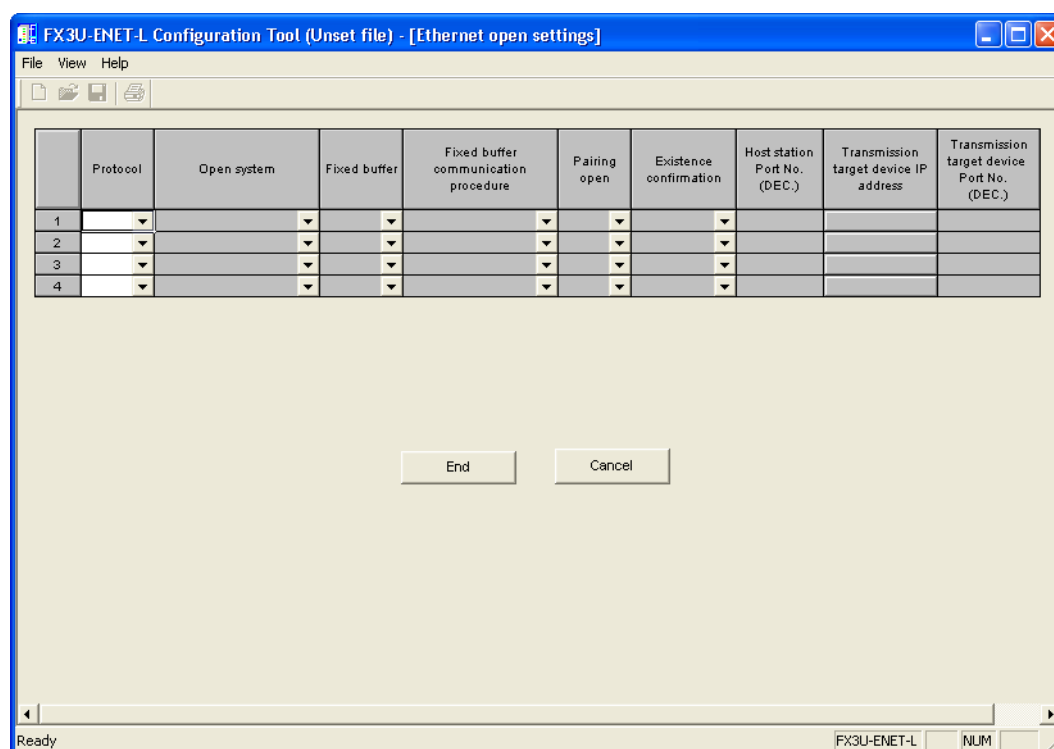 FX3U-ENET-L Configuration Tool (Unset file) - [Ethernet open settings]
File View Help
Protocol
Open system
Fixed buffer
Fixed buffer
communication
procedure
Pairing
open
Existence
confirmation
Host station
Port No.
(DEC.)
Transmission
target device IP
address
Transmission
target device
Port No.
(DEC.)
1
2
3
4
End
Cancel
Ready
FX3U-ENET-L
NUM